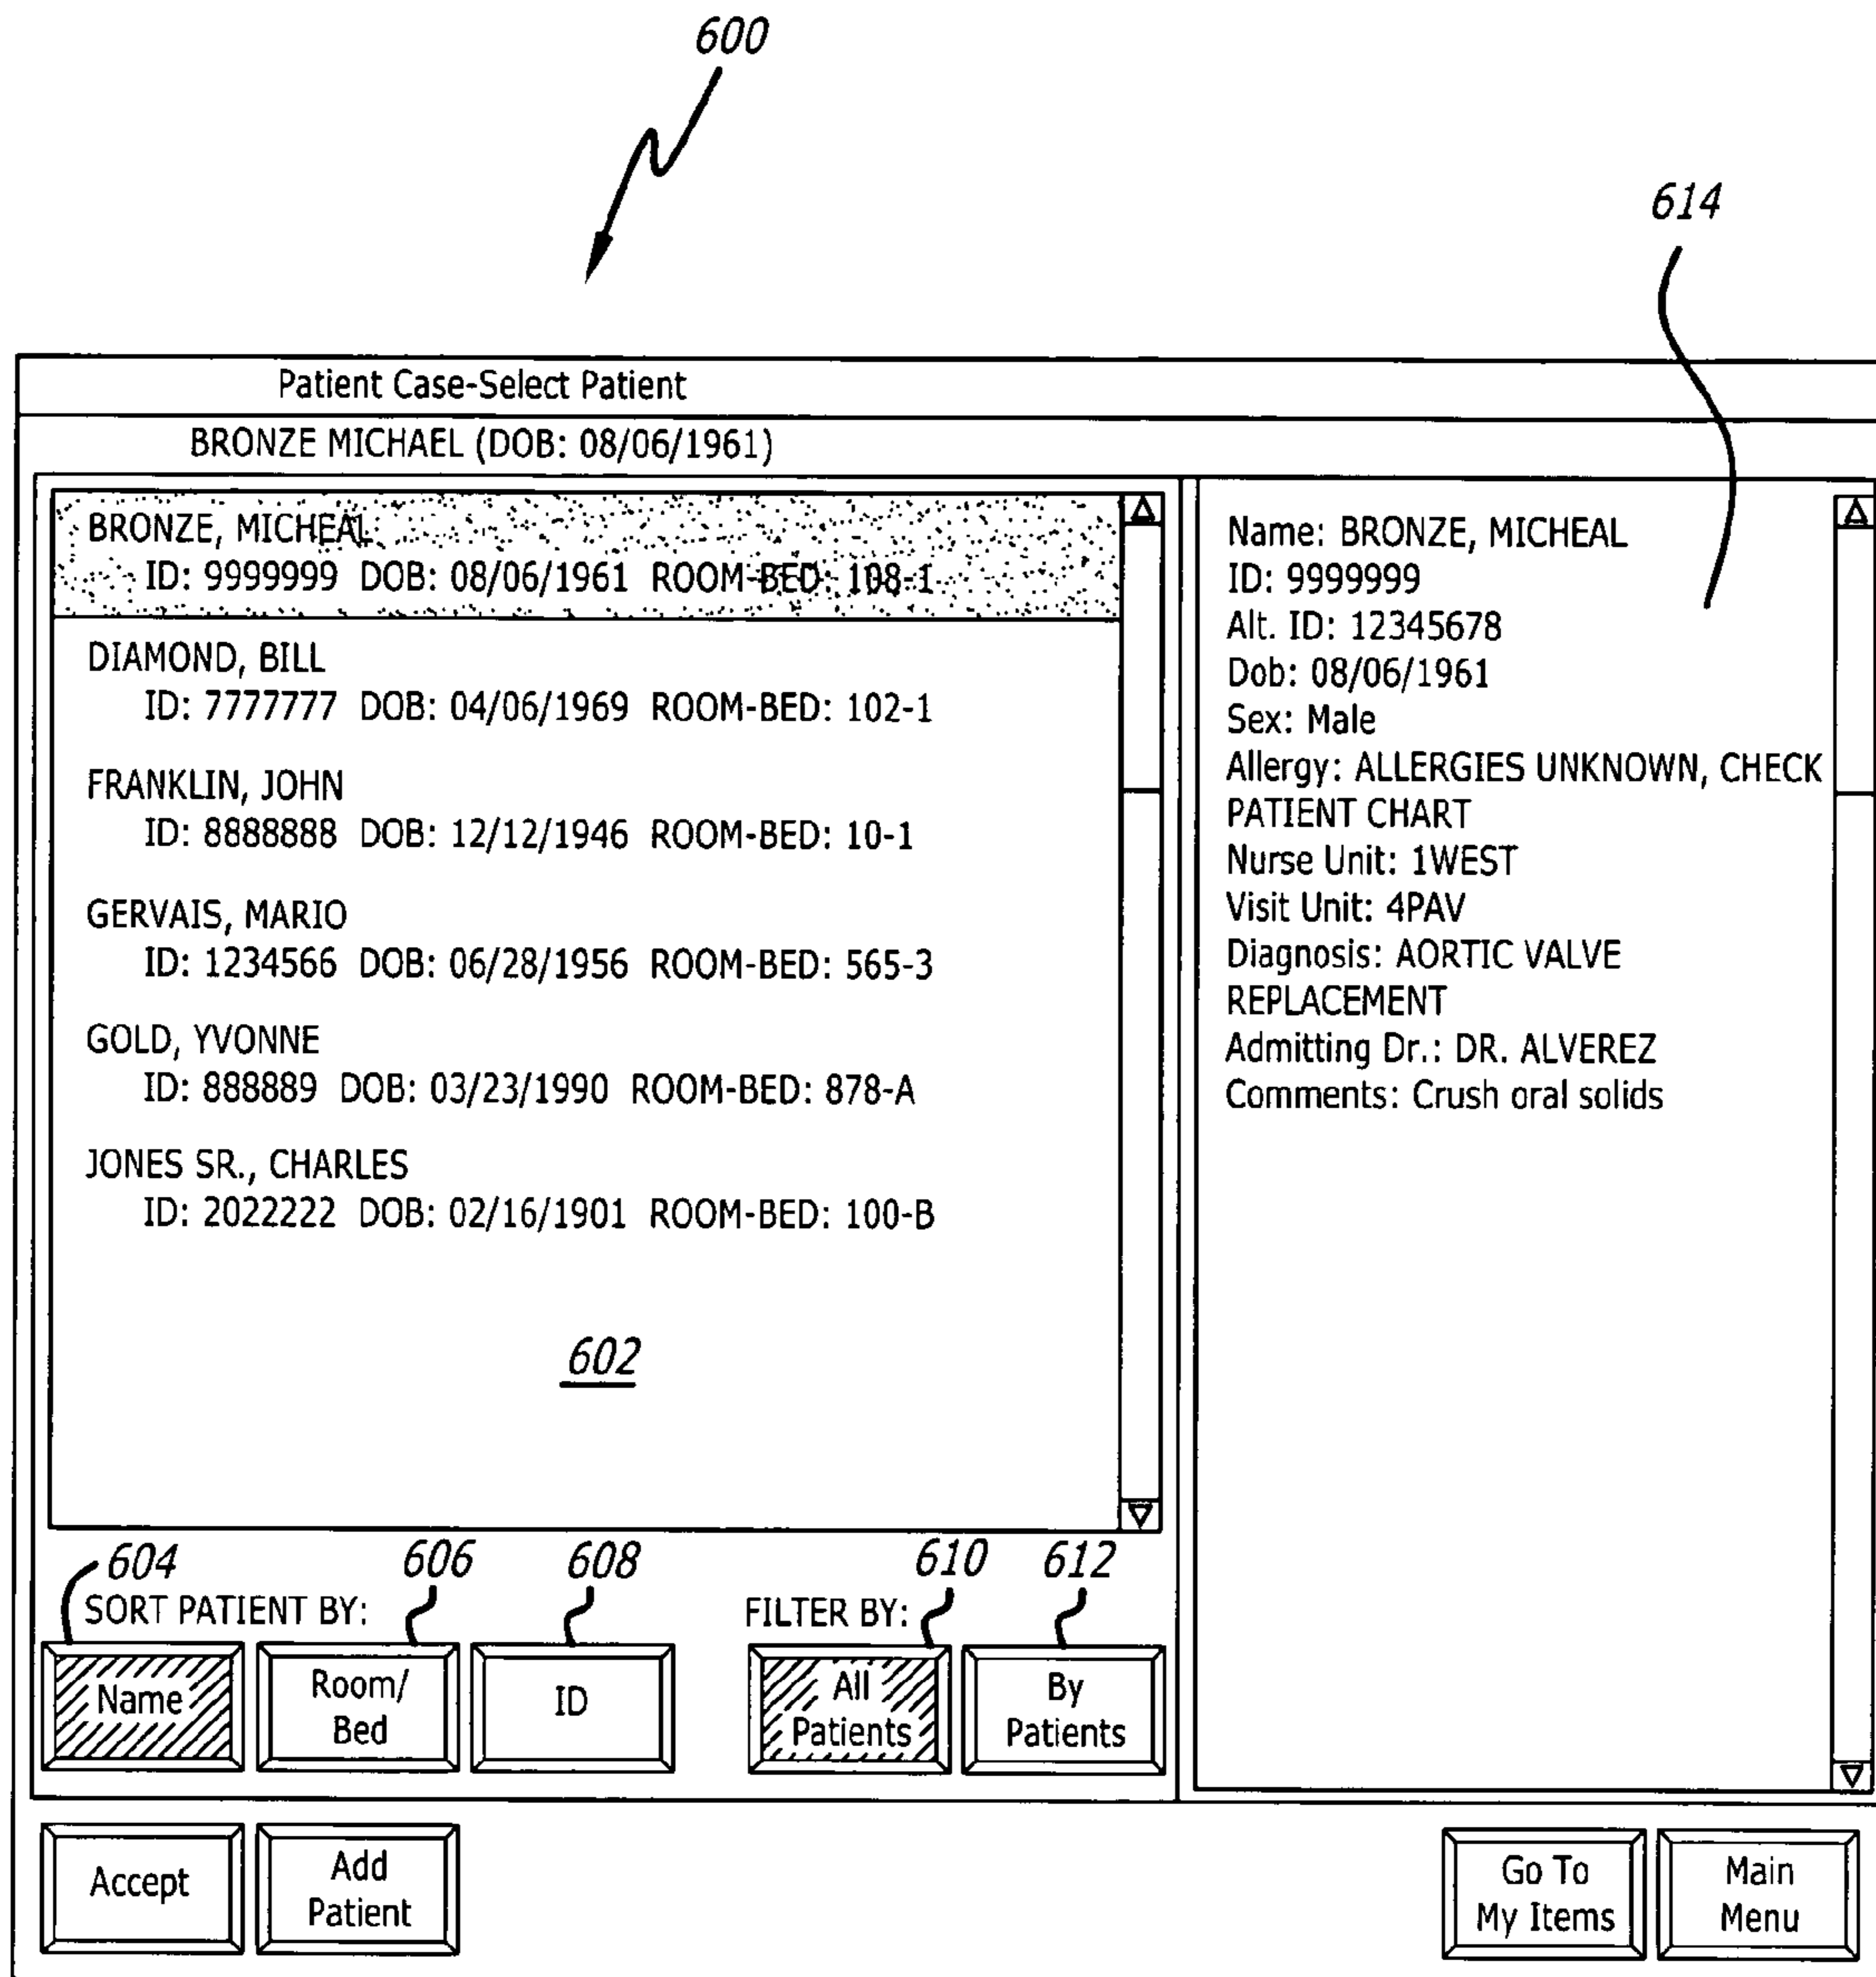 600
614
Patient Case-Select Patient
BRONZE MICHAEL (DOB: 08/06/1961)
BRONZE, MICHEAL
ID: 9999999 DOB: 08/06/1961 ROOM-BED: 108-1
DIAMOND, BILL
ID: 7777777 DOB: 04/06/1969 ROOM-BED: 102-1
FRANKLIN, JOHN
ID: 8888888 DOB: 12/12/1946 ROOM-BED: 10-1
GERVAIS, MARIO
ID: 1234566 DOB: 06/28/1956 ROOM-BED: 565-3
GOLD, YVONNE
ID: 888889 DOB: 03/23/1990 ROOM-BED: 878-A
JONES SR., CHARLES
ID: 2022222 DOB: 02/16/1901 ROOM-BED: 100-B
602
Name: BRONZE, MICHEAL
ID: 9999999
Alt. ID: 12345678
Dob: 08/06/1961
Sex: Male
Allergy: ALLERGIES UNKNOWN, CHECK
PATIENT CHART
Nurse Unit: 1WEST
Visit Unit: 4PAV
Diagnosis: AORTIC VALVE
REPLACEMENT
Admitting Dr.: DR. ALVEREZ
Comments: Crush oral solids
604 606 608 610 612
SORT PATIENT BY: FILTER BY:
Name
Room/
Bed
ID
All
Patients
By
Patients
Accept
Add
Patient
Go To
My Items
Main
Menu